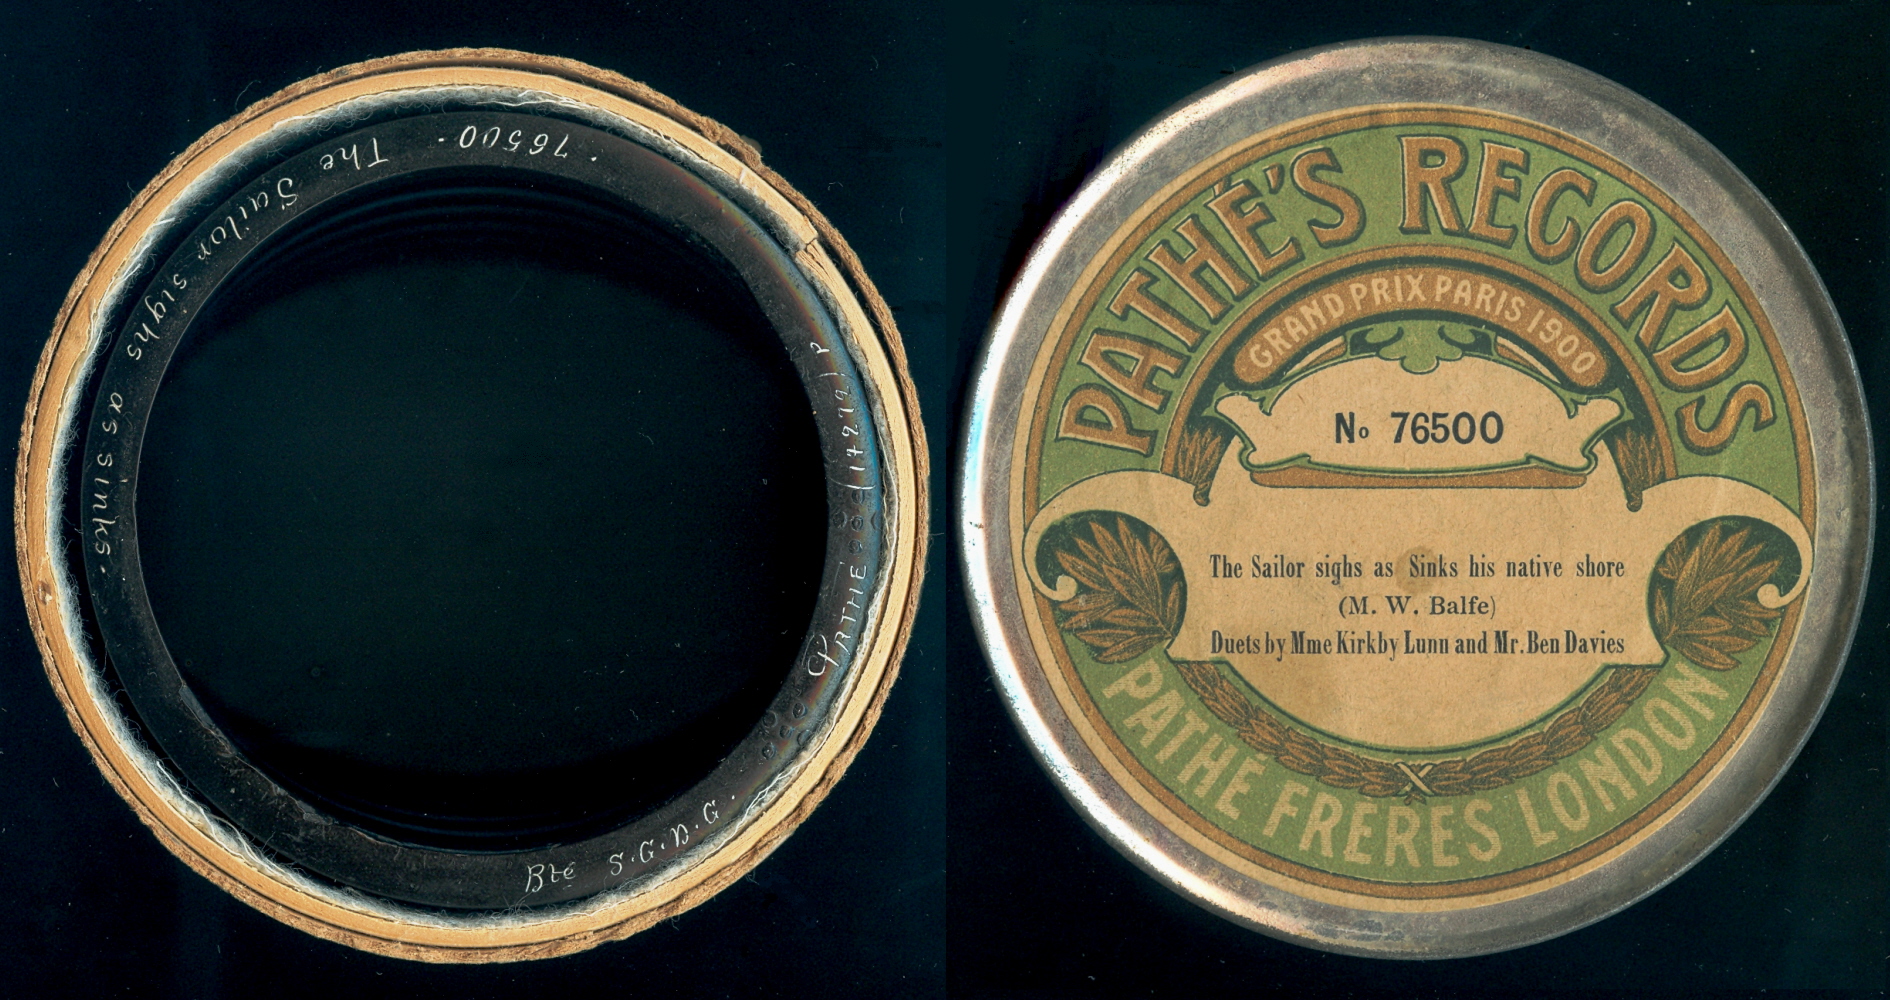 76500 · The Sailor sighs as sinks ·
PATHE
Bté S.G.D.G.
PATHÉ'S RECORDS
GRAND PRIX PARIS 1900
No 76500
The Sailor sighs as Sinks his native shore
(M. W. Balfe)
Duets by Mme Kirkby Lunn and Mr. Ben Davies
PATHÉ FRÈRES LONDON